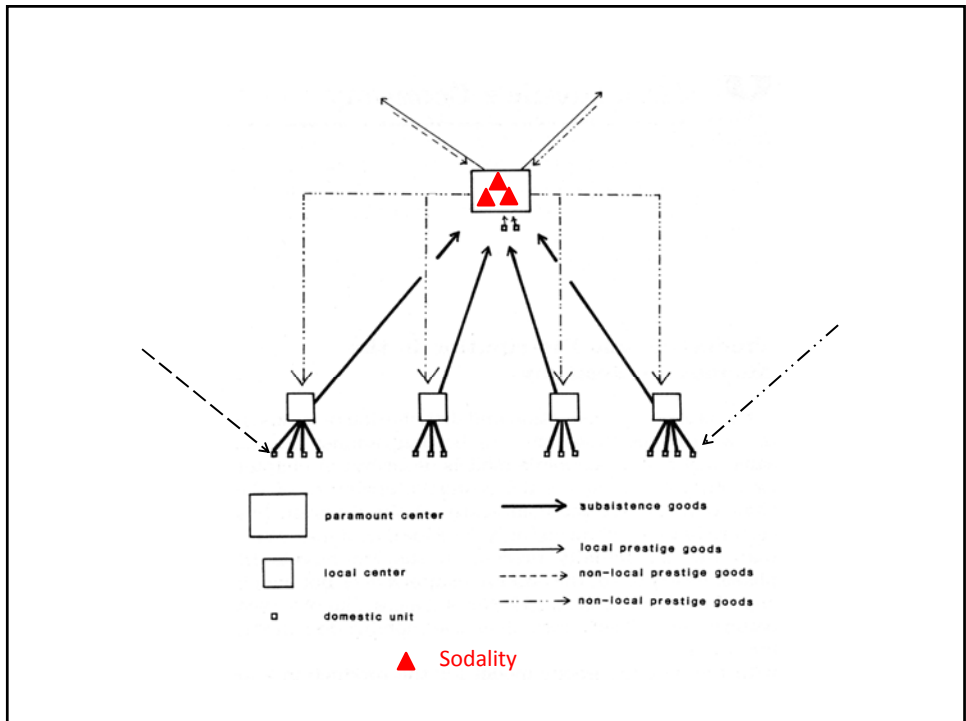 paramount center
subsistence goods
local prestige goods
local center
non-local prestige goods
non-local prestige goods
domestic unit
Sodality